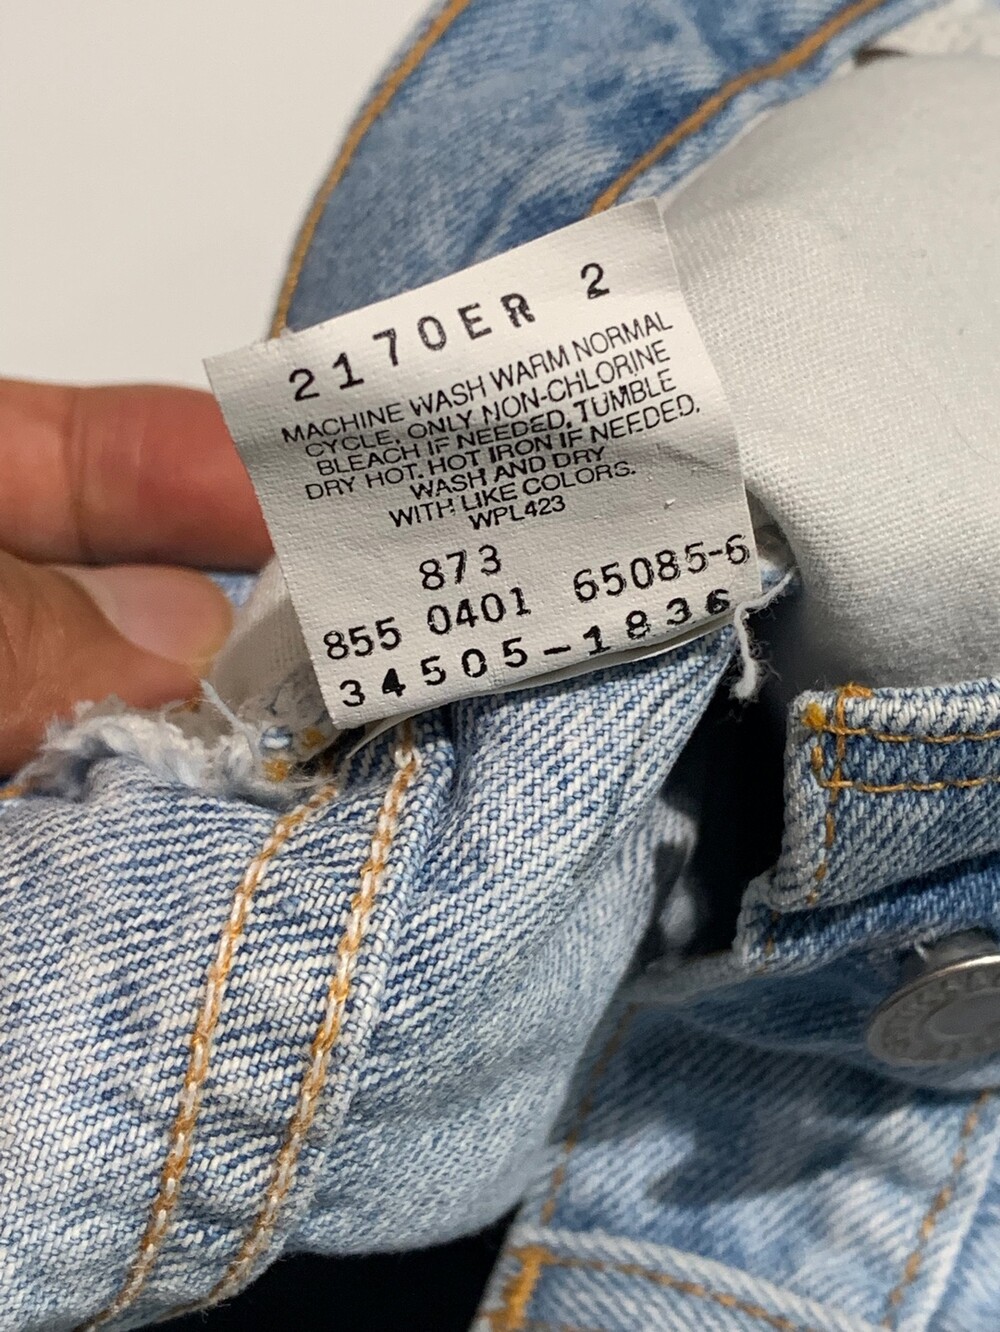 2170ER 2
MACHINE WASH WARM NORMAL
CYCLE, ONLY NON-CHLORINE
BLEACH IF NEEDED, TUMBLE
DRY HOT. HOT IRON IF NEEDED.
WASH AND DRY
WITH LIKE COLORS.
WPL423
873
855 0401 65085-6
34505-1836